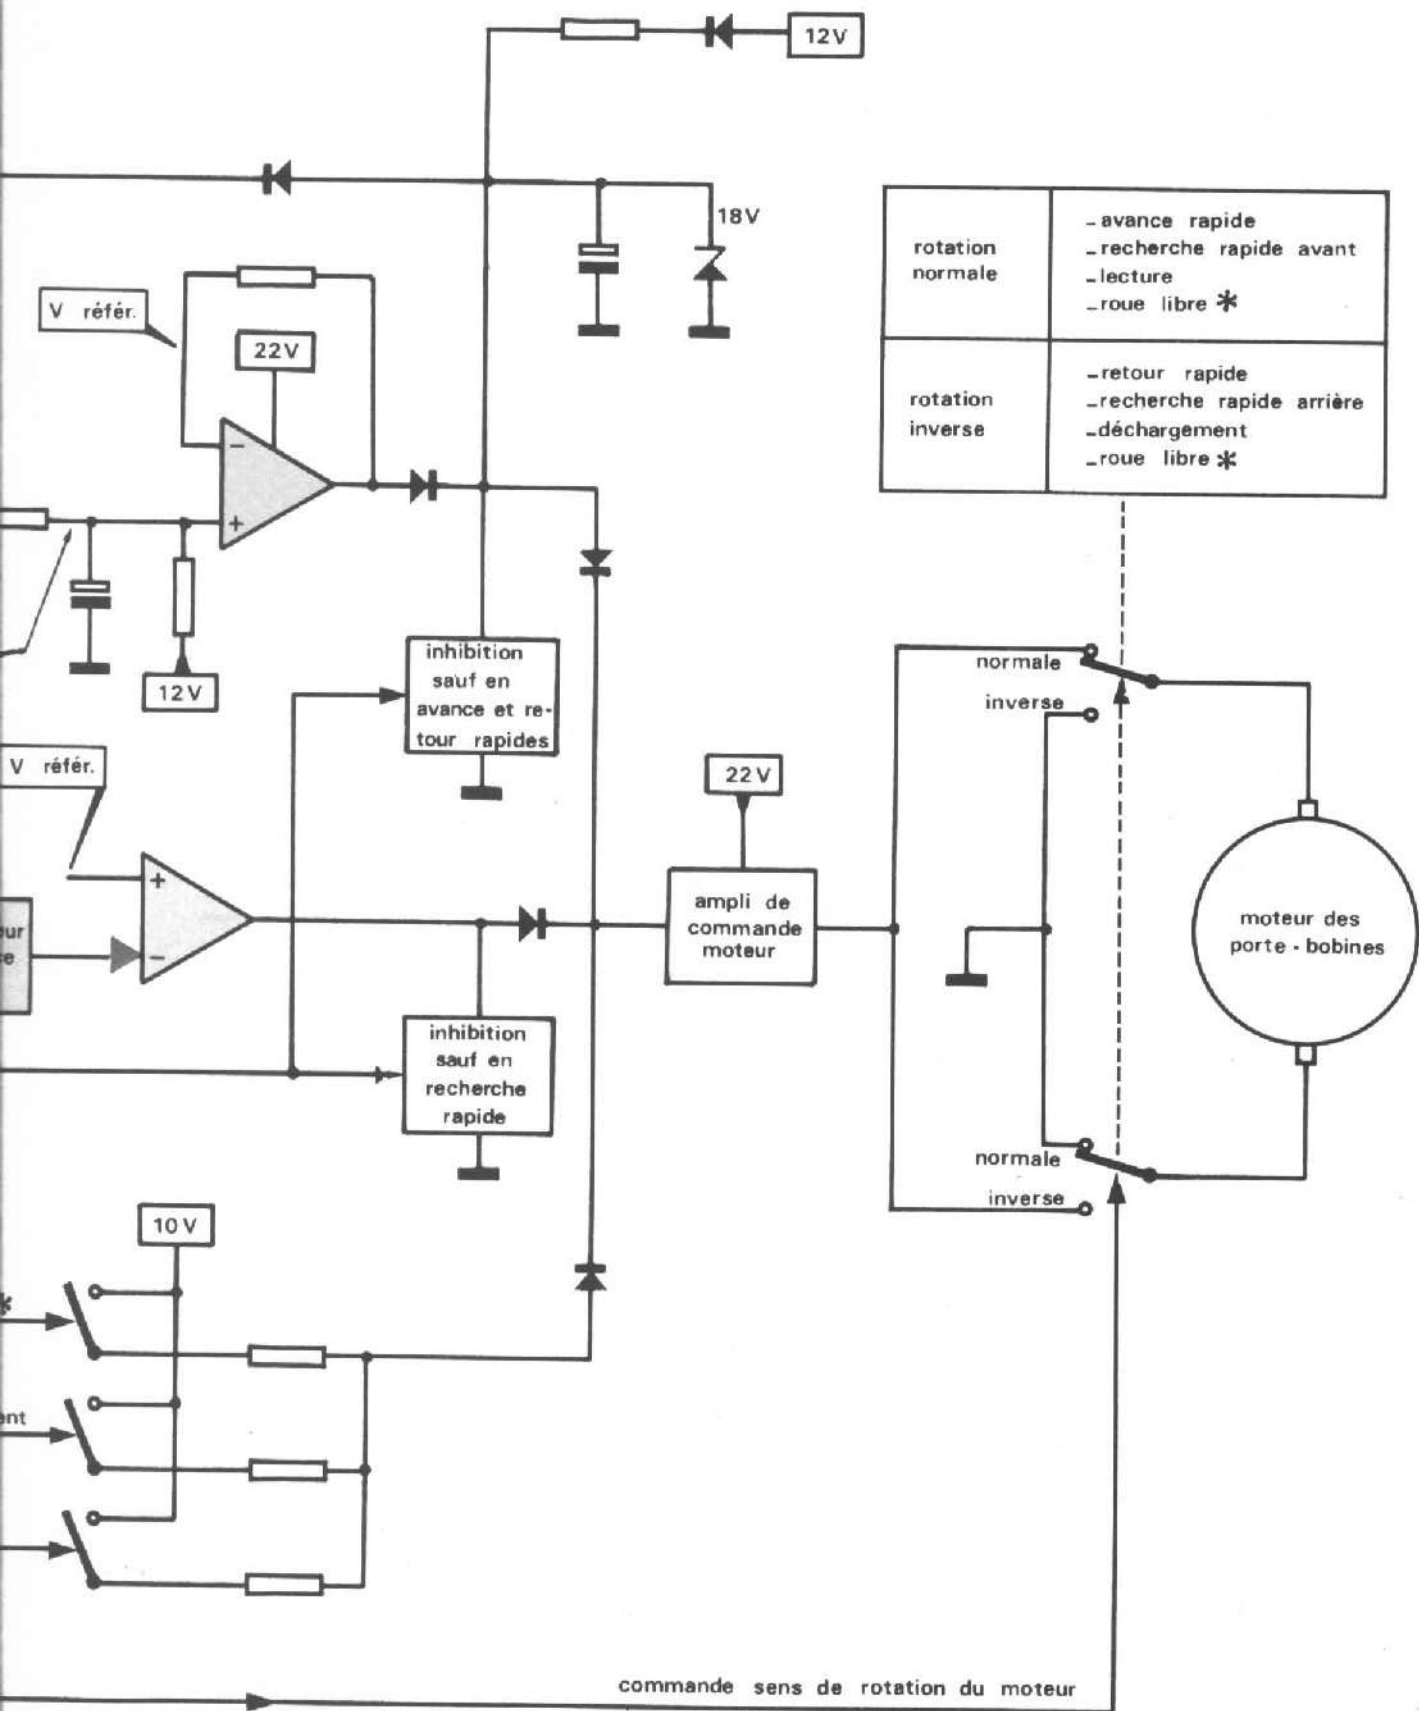 12V
18V
rotation
normale
- avance rapide
- recherche rapide avant
- lecture
- roue libre *
V référ.
22V
rotation
inverse
- retour rapide
- recherche rapide arrière
- déchargement
- roue libre *
-
+
12V
inhibition
sauf en
avance et re-
tour rapides
normale
inverse
V référ.
22V
+
-
ampli de
commande
moteur
moteur des
porte - bobines
inhibition
sauf en
recherche
rapide
normale
inverse
10V
*
commande sens de rotation du moteur